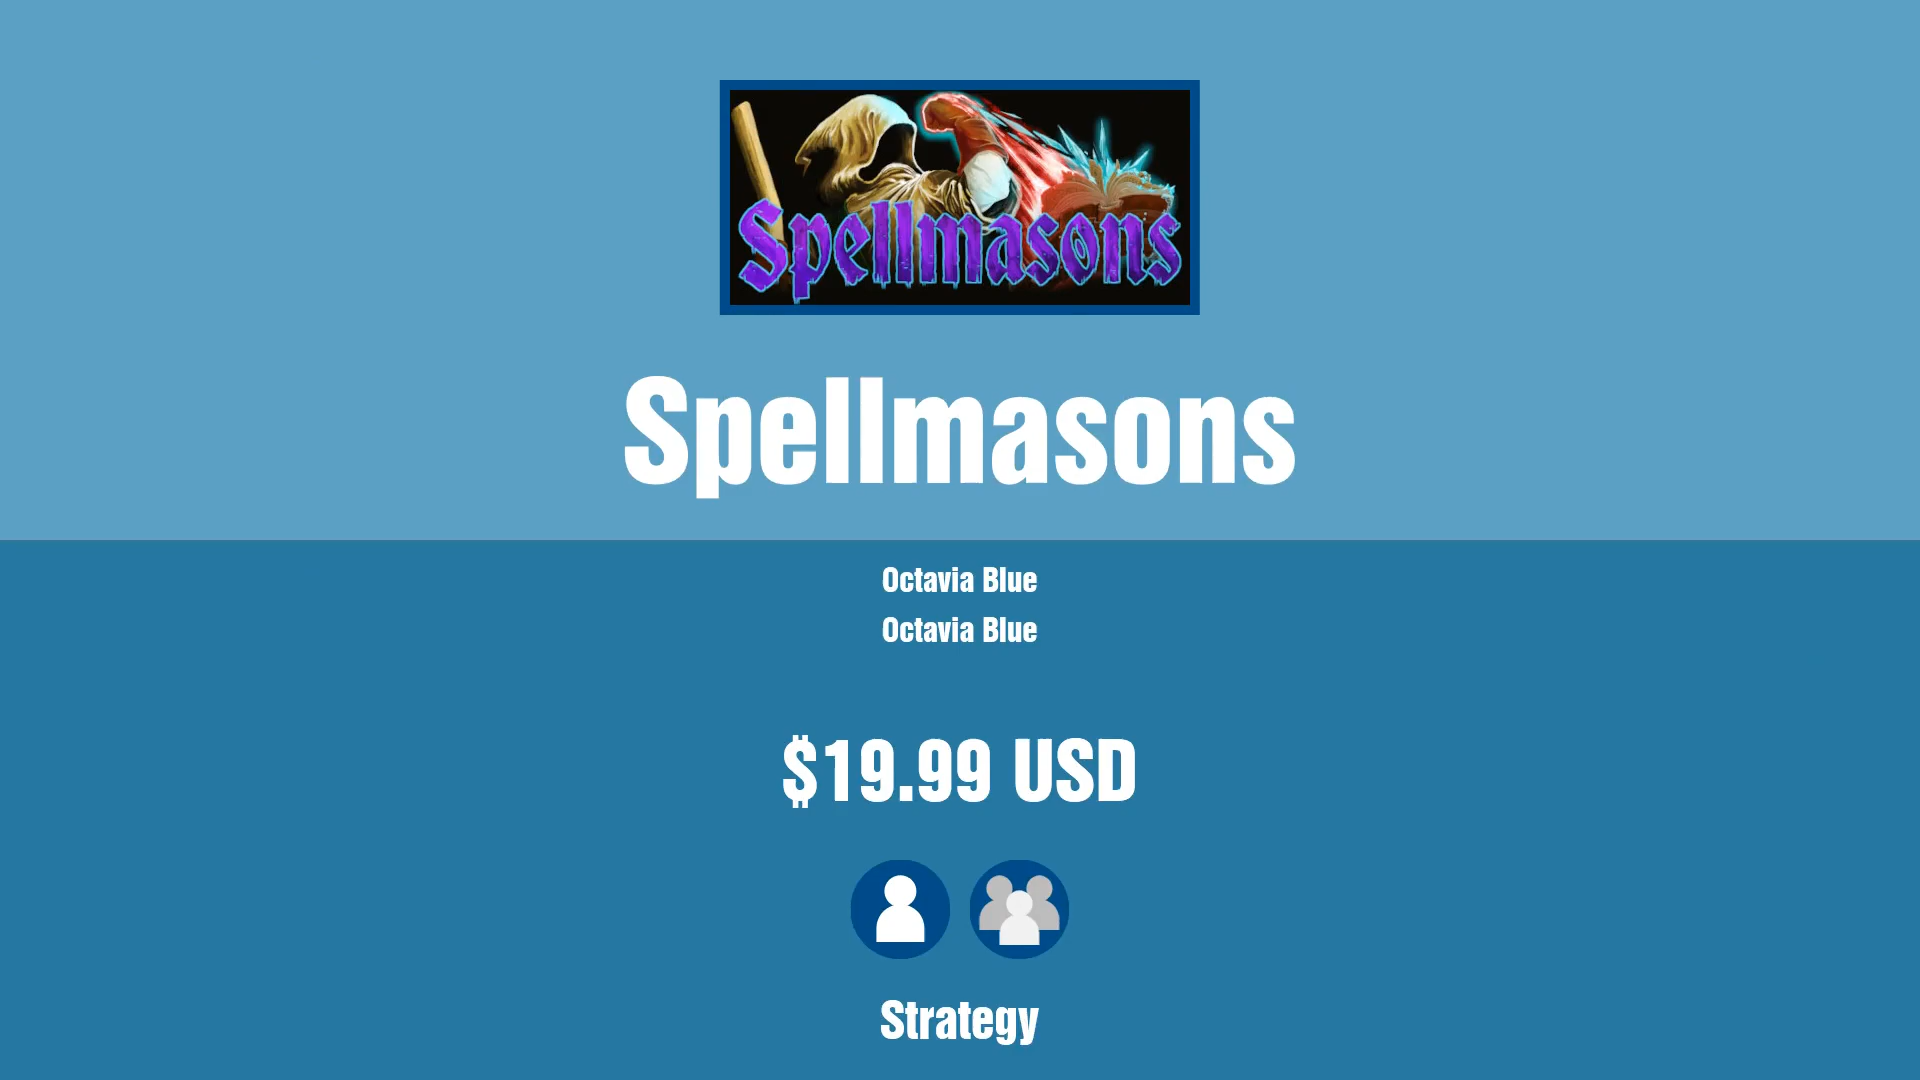 Spellmasons
Spellmasons
Octavia Blue
Octavia Blue
$19.99 USD
Strategy